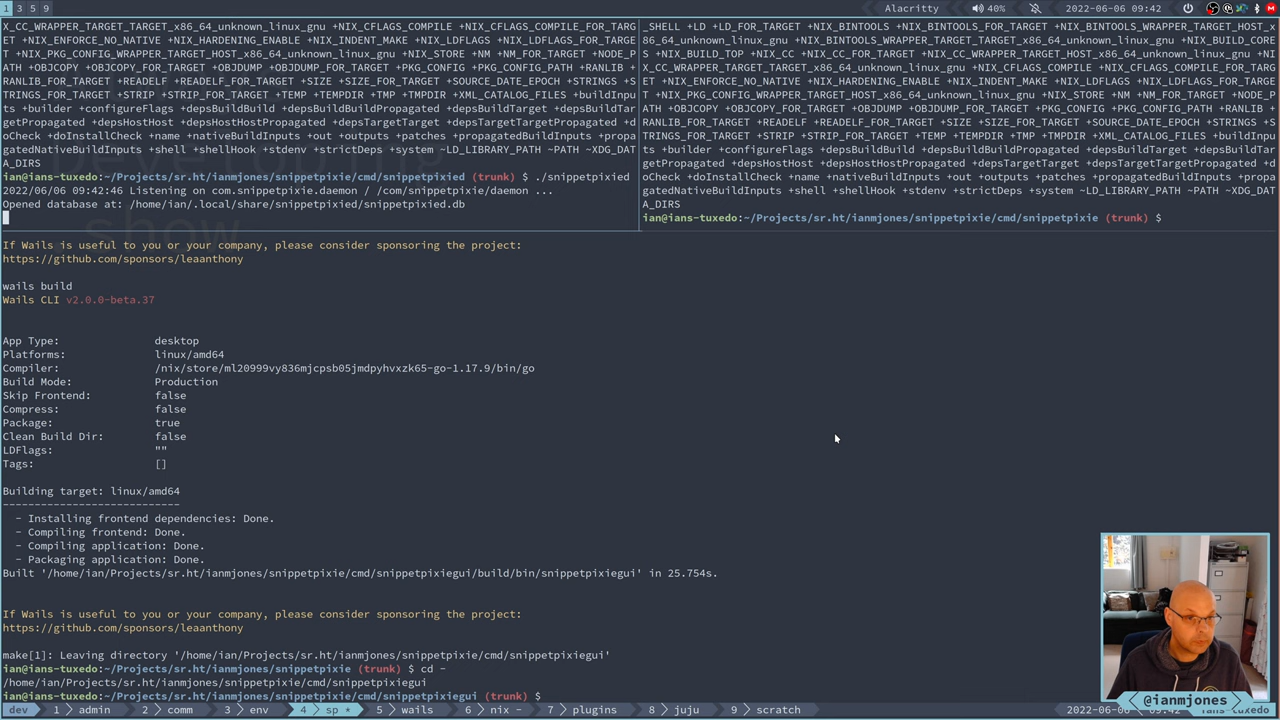 1 3 5 9
Alacritty
40%
2022-06-06 09:42
X_CC_WRAPPER_TARGET_TARGET_x86_64_unknown_linux_gnu +NIX_CFLAGS_COMPILE +NIX_CFLAGS_COMPILE_FOR_TAR
GET +NIX_ENFORCE_NO_NATIVE +NIX_HARDENING_ENABLE +NIX_INDENT_MAKE +NIX_LDFLAGS +NIX_LDFLAGS_FOR_TAR
GET +NIX_PKG_CONFIG_WRAPPER_TARGET_HOST_x86_64_unknown_linux_gnu +NIX_STORE +NM +NM_FOR_TARGET +NODE_P
ATH +OBJCOPY +OBJCOPY_FOR_TARGET +OBJDUMP +OBJDUMP_FOR_TARGET +PKG_CONFIG +PKG_CONFIG_PATH +RANLIB +
RANLIB_FOR_TARGET +READELF +READELF_FOR_TARGET +SIZE +SIZE_FOR_TARGET +SOURCE_DATE_EPOCH +STRINGS +S
TRINGS_FOR_TARGET +STRIP +STRIP_FOR_TARGET +TEMP +TEMPDIR +TMP +TMPDIR +XML_CATALOG_FILES +buildInpu
ts +builder +configureFlags +depsBuildBuild +depsBuildBuildPropagated +depsBuildTarget +depsBuildTar
getPropagated +depsHostHost +depsHostHostPropagated +depsTargetTarget +depsTargetTargetPropagated +d
oCheck +doInstallCheck +name +nativeBuildInputs +out +outputs +patches +propagatedBuildInputs +propa
gatedNativeBuildInputs +shell +shellHook +stdenv +strictDeps +system ~LD_LIBRARY_PATH ~PATH ~XDG_DAT
A_DIRS
ian@ians-tuxedo:~/Projects/sr.ht/ianmjones/snippetpixie/cmd/snippetpixied (trunk) $ ./snippetpixied
2022/06/06 09:42:46 Listening on com.snippetpixie.daemon / /com/snippetpixie/daemon ...
Opened database at: /home/ian/.local/share/snippetpixied/snippetpixied.db
Developing
show
_SHELL +LD +LD_FOR_TARGET +NIX_BINTOOLS +NIX_BINTOOLS_FOR_TARGET +NIX_BINTOOLS_WRAPPER_TARGET_HOST_x
86_64_unknown_linux_gnu +NIX_BINTOOLS_WRAPPER_TARGET_TARGET_x86_64_unknown_linux_gnu +NIX_BUILD_CORE
S +NIX_BUILD_TOP +NIX_CC +NIX_CC_FOR_TARGET +NIX_CC_WRAPPER_TARGET_HOST_x86_64_unknown_linux_gnu +NI
X_CC_WRAPPER_TARGET_TARGET_x86_64_unknown_linux_gnu +NIX_CFLAGS_COMPILE +NIX_CFLAGS_COMPILE_FOR_TARG
ET +NIX_ENFORCE_NO_NATIVE +NIX_HARDENING_ENABLE +NIX_INDENT_MAKE +NIX_LDFLAGS +NIX_LDFLAGS_FOR_TARGE
T +NIX_PKG_CONFIG_WRAPPER_TARGET_HOST_x86_64_unknown_linux_gnu +NIX_STORE +NM +NM_FOR_TARGET +NODE_P
ATH +OBJCOPY +OBJCOPY_FOR_TARGET +OBJDUMP +OBJDUMP_FOR_TARGET +PKG_CONFIG +PKG_CONFIG_PATH +RANLIB +
RANLIB_FOR_TARGET +READELF +READELF_FOR_TARGET +SIZE +SIZE_FOR_TARGET +SOURCE_DATE_EPOCH +STRINGS +S
TRINGS_FOR_TARGET +STRIP +STRIP_FOR_TARGET +TEMP +TEMPDIR +TMP +TMPDIR +XML_CATALOG_FILES +buildInpu
ts +builder +configureFlags +depsBuildBuild +depsBuildBuildPropagated +depsBuildTarget +depsBuildTar
getPropagated +depsHostHost +depsHostHostPropagated +depsTargetTarget +depsTargetTargetPropagated +d
oCheck +doInstallCheck +name +nativeBuildInputs +out +outputs +patches +propagatedBuildInputs +propa
gatedNativeBuildInputs +shell +shellHook +stdenv +strictDeps +system ~LD_LIBRARY_PATH ~PATH ~XDG_DAT
A_DIRS
ian@ians-tuxedo:~/Projects/sr.ht/ianmjones/snippetpixie/cmd/snippetpixie (trunk) $
If Wails is useful to you or your company, please consider sponsoring the project:
https://github.com/sponsors/leaanthony
wails build
Wails CLI v2.0.0-beta.37
App Type: desktop
Platforms: linux/amd64
Compiler: /nix/store/ml20999vy836mjcpsb05jmdpyhvxzk65-go-1.17.9/bin/go
Build Mode: Production
Skip Frontend: false
Compress: false
Package: true
Clean Build Dir: false
LDFlags: ""
Tags: []
Building target: linux/amd64
----------------------------
- Installing frontend dependencies: Done.
- Compiling frontend: Done.
- Compiling application: Done.
- Packaging application: Done.
Built '/home/ian/Projects/sr.ht/ianmjones/snippetpixie/cmd/snippetpixiegui/build/bin/snippetpixiegui' in 25.754s.
If Wails is useful to you or your company, please consider sponsoring the project:
https://github.com/sponsors/leaanthony
make[1]: Leaving directory '/home/ian/Projects/sr.ht/ianmjones/snippetpixie/cmd/snippetpixiegui'
ian@ians-tuxedo:~/Projects/sr.ht/ianmjones/snippetpixie (trunk) $ cd -
/home/ian/Projects/sr.ht/ianmjones/snippetpixie/cmd/snippetpixiegui
ian@ians-tuxedo:~/Projects/sr.ht/ianmjones/snippetpixie/cmd/snippetpixiegui (trunk) $
@ianmjones
dev 1 admin 2 comm 3 env 4 sp * 5 wails 6 nix - 7 plugins 8 juju 9 scratch